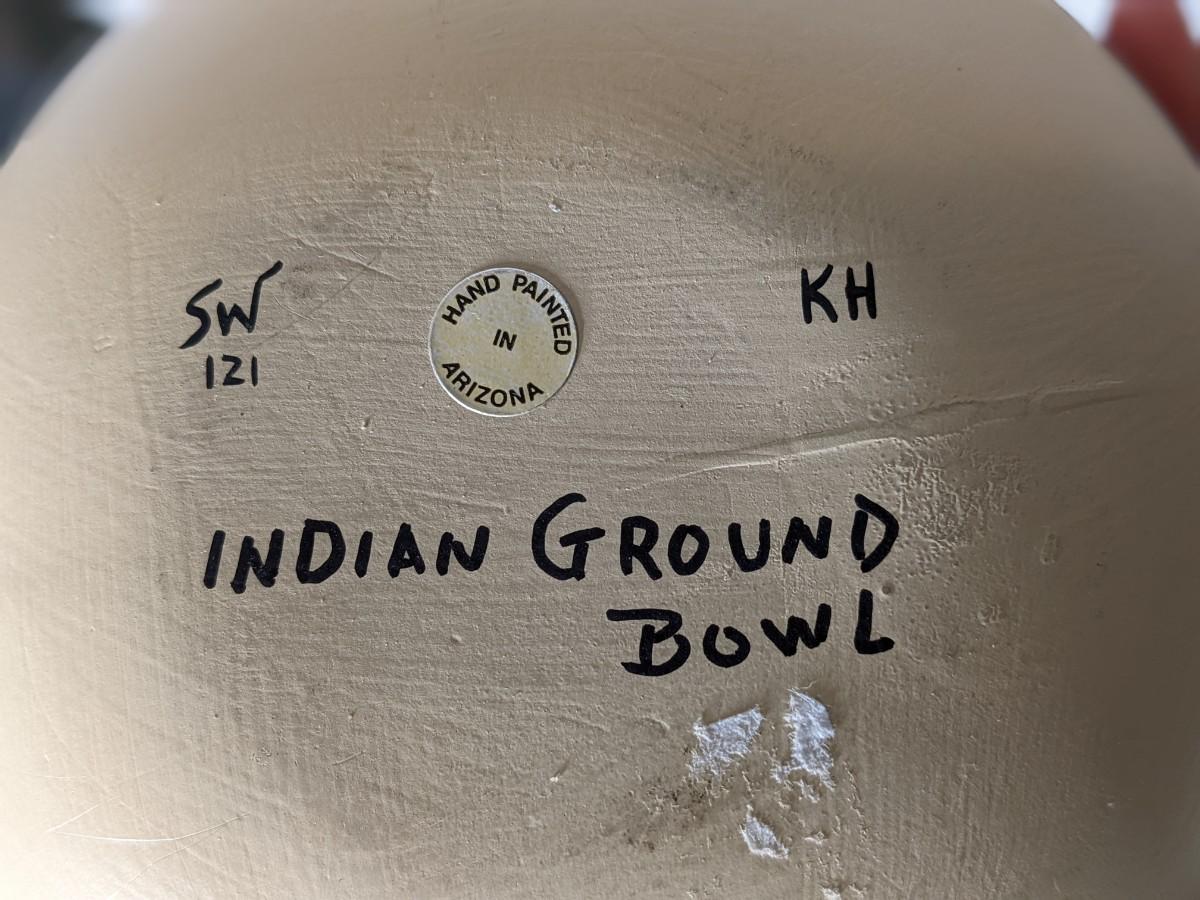 SW
121
HAND PAINTED
IN
ARIZONA
KH
INDIAN GROUND
BOWL